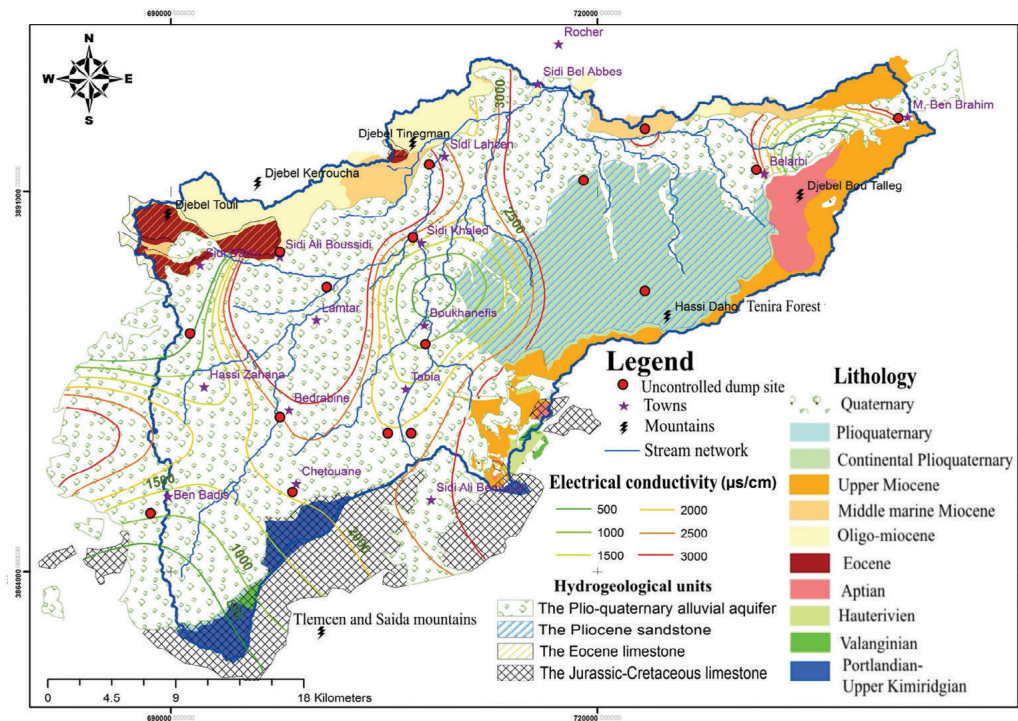 690000
720000
Rocher
N
W E
S
Sidi Bel Abbes
3000
M. Ben Brahim
Djebel Tinegman
Sidi Lahcen
Djebel Kerroucha
Belarbi
3891000
Djebel Bou Talleg
Djebel Touil
2500
Sidi Khaled
Sidi Ali Boussidi
Hassi Daho
Tenira Forest
Lamtar
Boukhanefis
Hassi Zahana
Tabia
Bedrabine
Chetouane
1500
Ben Badis
Sidi Ali Ben
2000
1000
3864000
Tlemcen and Saida mountains
0 4.5 9 18 Kilometers
690000
720000
Legend
Uncontrolled dump site
Towns
Mountains
Stream network
Electrical conductivity (µs/cm)
500 2000
1000 2500
1500 3000
Hydrogeological units
The Plio-quaternary alluvial aquifer
The Pliocene sandstone
The Eocene limestone
The Jurassic-Cretaceous limestone
Lithology
Quaternary
Plioquaternary
Continental Plioquaternary
Upper Miocene
Middle marine Miocene
Oligo-miocene
Eocene
Aptian
Hauterivien
Valanginian
Portlandian-
Upper Kimiridgian